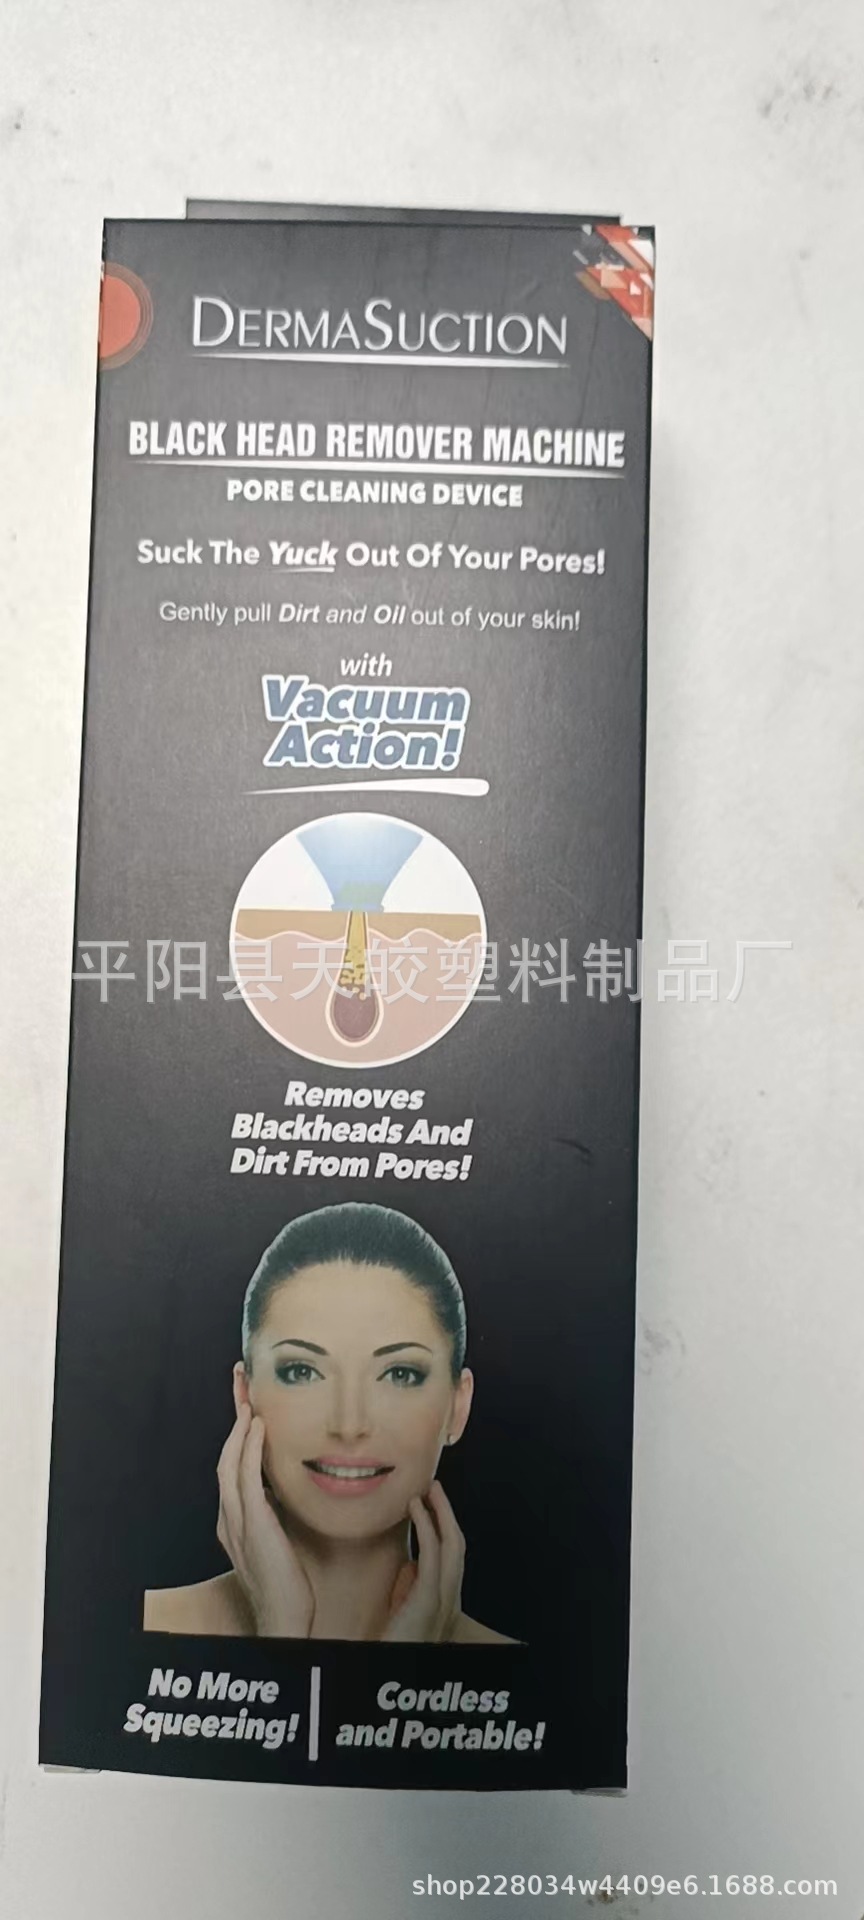 DERMASUCTION
BLACK HEAD REMOVER MACHINE
PORE CLEANING DEVICE
Suck The Yuck Out Of Your Pores!
Gently pull Dirt and Oil out of your skin!
with
Vacuum
Action!
平阳县天皎塑料制品厂
Removes
Blackheads And
Dirt From Pores!
No More
Squeezing!
Cordless
and Portable!
shop228034w4409e6.1688.com